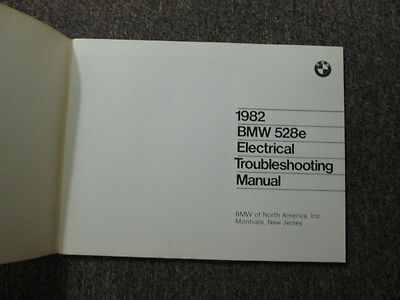 1982
BMW 528e
Electrical
Troubleshooting
Manual
BMW of North America, Inc.
Montvale, New Jersey